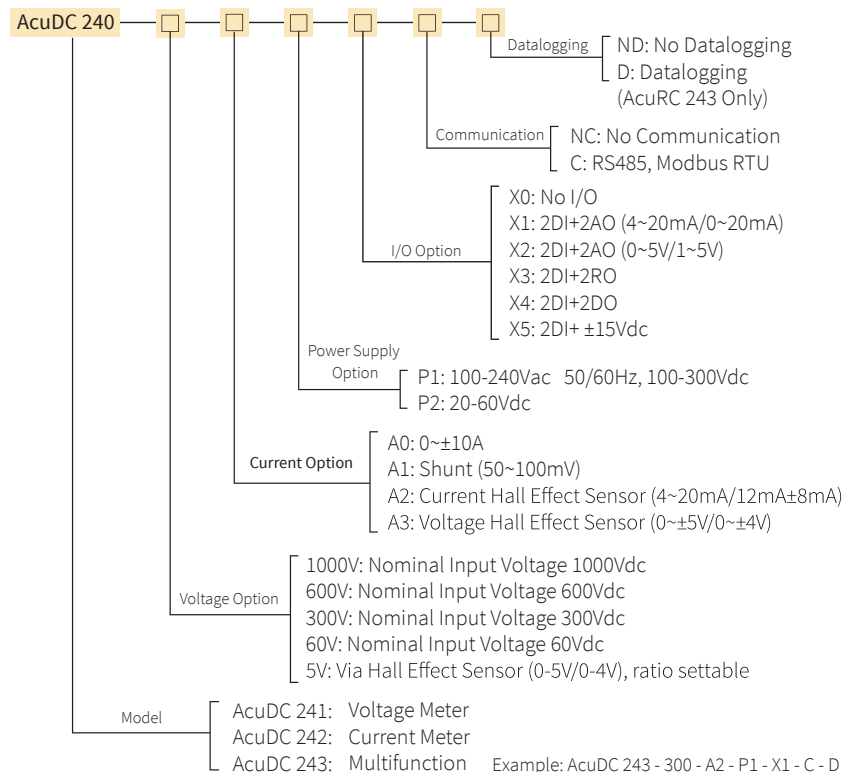 AcuDC 240
Datalogging
ND: No Datalogging
D: Datalogging
(AcuRC 243 Only)
Communication
NC: No Communication
C: RS485, Modbus RTU
I/O Option
X0: No I/O
X1: 2DI+2AO (4~20mA/0~20mA)
X2: 2DI+2AO (0~5V/1~5V)
X3: 2DI+2RO
X4: 2DI+2DO
X5: 2DI+ ±15Vdc
Power Supply
Option
P1: 100-240Vac 50/60Hz, 100-300Vdc
P2: 20-60Vdc
Current Option
A0: 0~±10A
A1: Shunt (50~100mV)
A2: Current Hall Effect Sensor (4~20mA/12mA±8mA)
A3: Voltage Hall Effect Sensor (0~±5V/0~±4V)
Voltage Option
1000V: Nominal Input Voltage 1000Vdc
600V: Nominal Input Voltage 600Vdc
300V: Nominal Input Voltage 300Vdc
60V: Nominal Input Voltage 60Vdc
5V: Via Hall Effect Sensor (0-5V/0-4V), ratio settable
Model
AcuDC 241: Voltage Meter
AcuDC 242: Current Meter
AcuDC 243: Multifunction
Example: AcuDC 243 - 300 - A2 - P1 - X1 - C - D